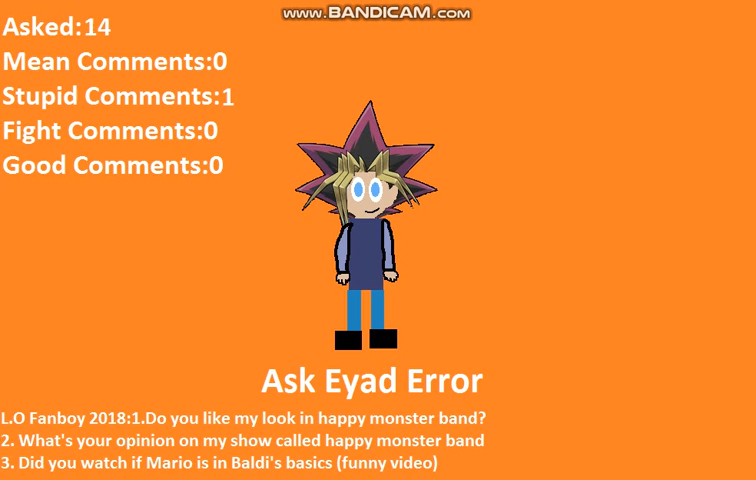 www.BANDICAM.com
Asked:14
Mean Comments:0
Stupid Comments:1
Fight Comments:0
Good Comments:0
Ask Eyad Error
L.O Fanboy 2018:1.Do you like my look in happy monster band?
2. What's your opinion on my show called happy monster band
3. Did you watch if Mario is in Baldi's basics (funny video)